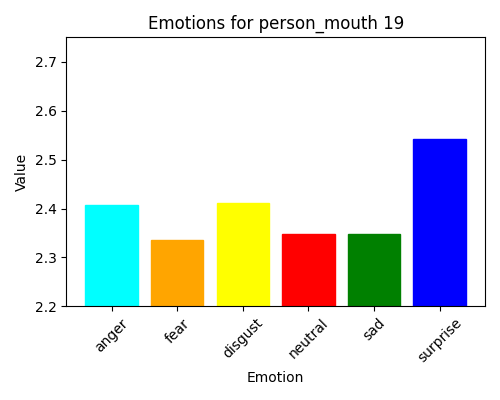 Emotions for person_mouth 19
Value
2.7
2.6
2.5
2.4
2.3
2.2
anger
fear
disgust
neutral
sad
surprise
Emotion